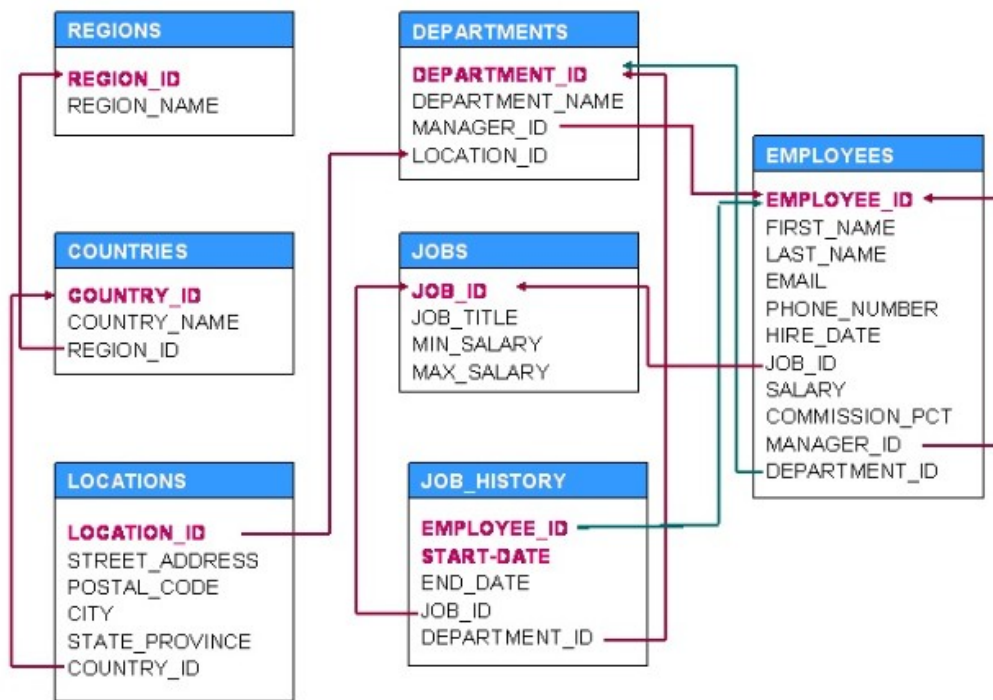 REGIONS
REGION_ID
REGION_NAME
DEPARTMENTS
DEPARTMENT_ID
DEPARTMENT_NAME
MANAGER_ID
LOCATION_ID
EMPLOYEES
EMPLOYEE_ID
FIRST_NAME
LAST_NAME
EMAIL
PHONE_NUMBER
HIRE_DATE
JOB_ID
SALARY
COMMISSION_PCT
MANAGER_ID
DEPARTMENT_ID
COUNTRIES
COUNTRY_ID
COUNTRY_NAME
REGION_ID
JOBS
JOB_ID
JOB_TITLE
MIN_SALARY
MAX_SALARY
LOCATIONS
LOCATION_ID
STREET_ADDRESS
POSTAL_CODE
CITY
STATE_PROVINCE
COUNTRY_ID
JOB_HISTORY
EMPLOYEE_ID
START-DATE
END_DATE
JOB_ID
DEPARTMENT_ID